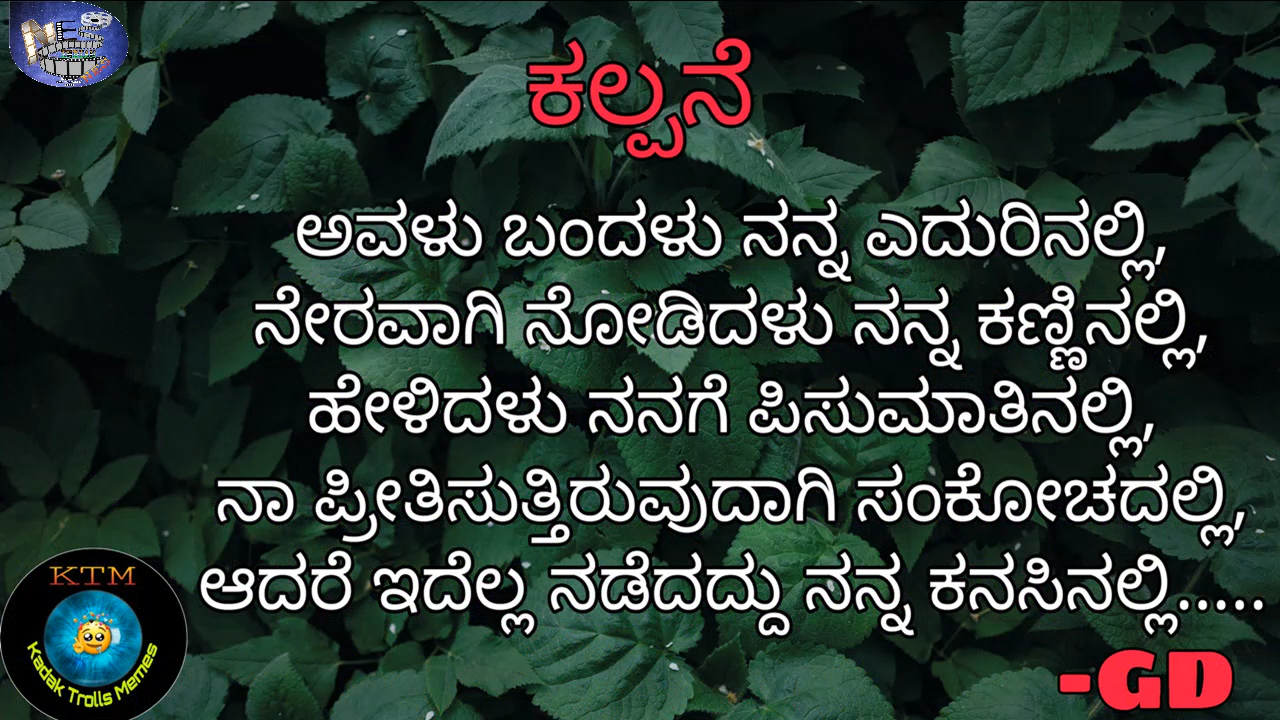 ಕಲ್ಪನೆ
ಅವಳು ಬಂದಳು ನನ್ನ ಎದುರಿನಲ್ಲಿ,
ನೇರವಾಗಿ ನೋಡಿದಳು ನನ್ನ ಕಣ್ಣಿನಲ್ಲಿ,
ಹೇಳಿದಳು ನನಗೆ ಪಿಸುಮಾತಿನಲ್ಲಿ,
ನಾ ಪ್ರೀತಿಸುತ್ತಿರುವುದಾಗಿ ಸಂಕೋಚದಲ್ಲಿ,
ಆದರೆ ಇದೆಲ್ಲ ನಡೆದದ್ದು ನನ್ನ ಕನಸಿನಲ್ಲಿ.....
-GD
KTM
Kadak Trolls Memes